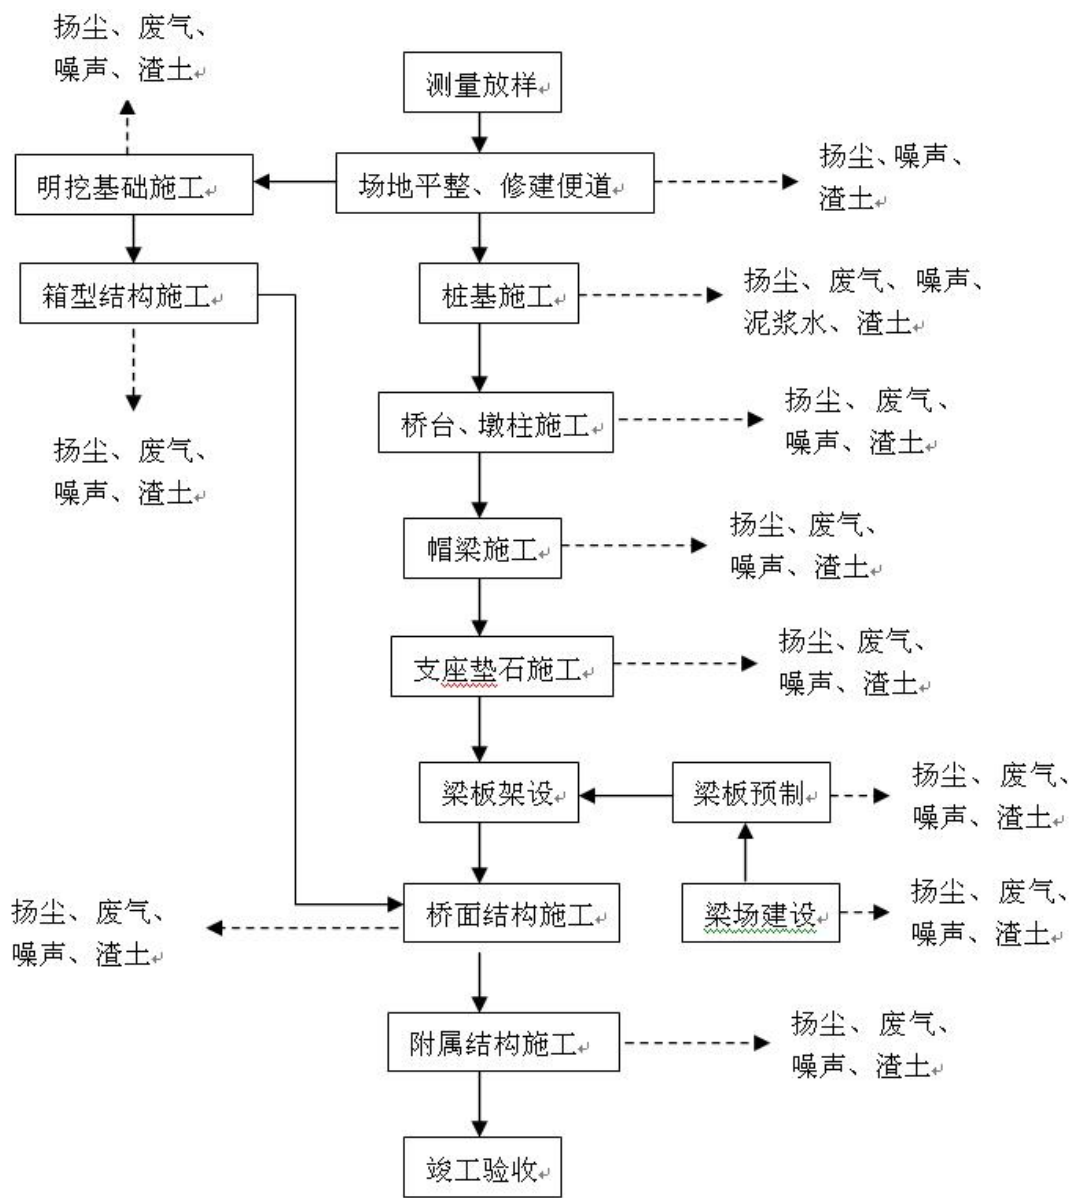 扬尘、废气、
噪声、渣土
测量放样
明挖基础施工
场地平整、修建便道
扬尘、噪声、
渣土
箱型结构施工
桩基施工
扬尘、废气、噪声、
泥浆水、渣土
桥台、墩柱施工
扬尘、废气、
噪声、渣土
扬尘、废气、
噪声、渣土
帽梁施工
扬尘、废气、
噪声、渣土
支座垫石施工
扬尘、废气、
噪声、渣土
梁板架设
梁板预制
扬尘、废气、
噪声、渣土
扬尘、废气、
噪声、渣土
桥面结构施工
梁场建设
扬尘、废气、
噪声、渣土
附属结构施工
扬尘、废气、
噪声、渣土
竣工验收